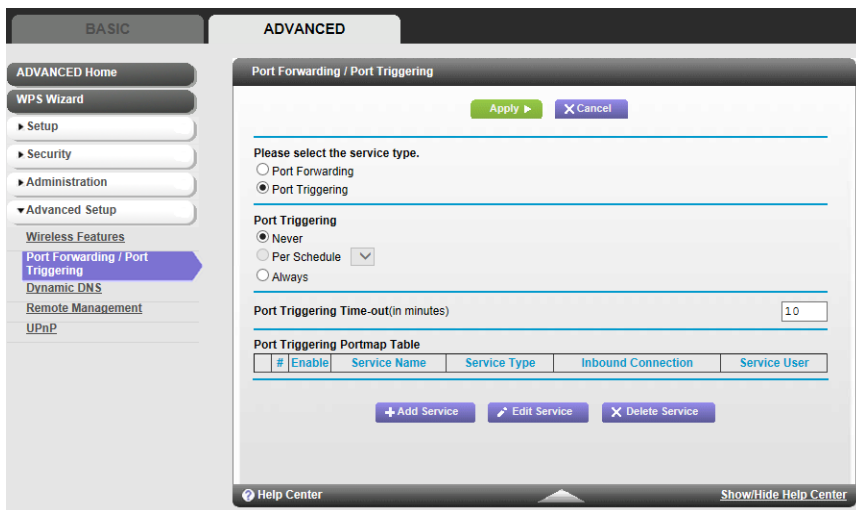 BASIC
ADVANCED
ADVANCED Home
WPS Wizard
Setup
Security
Administration
Advanced Setup
Wireless Features
Port Forwarding / Port
Triggering
Dynamic DNS
Remote Management
UPnP
Port Forwarding / Port Triggering
Apply
Cancel
Please select the service type.
Port Forwarding
Port Triggering
Port Triggering
Never
Per Schedule
Always
Port Triggering Time-out(in minutes) 10
Port Triggering Portmap Table
# Enable Service Name Service Type Inbound Connection Service User
Add Service Edit Service Delete Service
Help Center Show/Hide Help Center